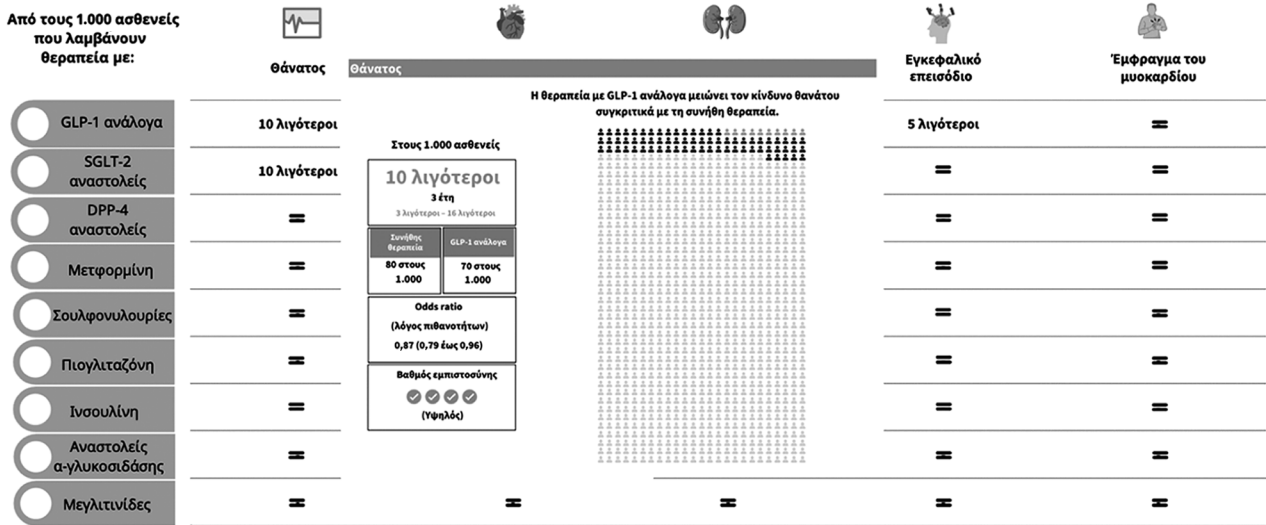 Από τους 1.000 ασθενείς
που λαμβάνουν
θεραπεία με:
Θάνατος
Θάνατος
Εγκεφαλικό
επεισόδιο
Έμφραγμα του
μυοκαρδίου
GLP-1 ανάλογα
10 λιγότεροι
5 λιγότεροι
=
SGLT-2
αναστολείς
10 λιγότεροι
=
=
DPP-4
αναστολείς
=
=
=
Μετφορμίνη
=
=
=
Σουλφονυλουρίες
=
=
=
Πιογλιταζόνη
=
=
=
Ινσουλίνη
=
=
=
Αναστολείς
α-γλυκοσιδάσης
=
=
=
Μεγλιτινίδες
=
=
=
=
=
Η θεραπεία με GLP-1 ανάλογα μειώνει τον κίνδυνο θανάτου
συγκριτικά με τη συνήθη θεραπεία.
Στους 1.000 ασθενείς
10 λιγότεροι
3 έτη
3 λιγότεροι – 16 λιγότεροι
Συνήθης
θεραπεία
GLP-1 ανάλογα
80 στους
1.000
70 στους
1.000
Odds ratio
(λόγος πιθανοτήτων)
0,87 (0,79 έως 0,96)
Βαθμός εμπιστοσύνης
(Υψηλός)